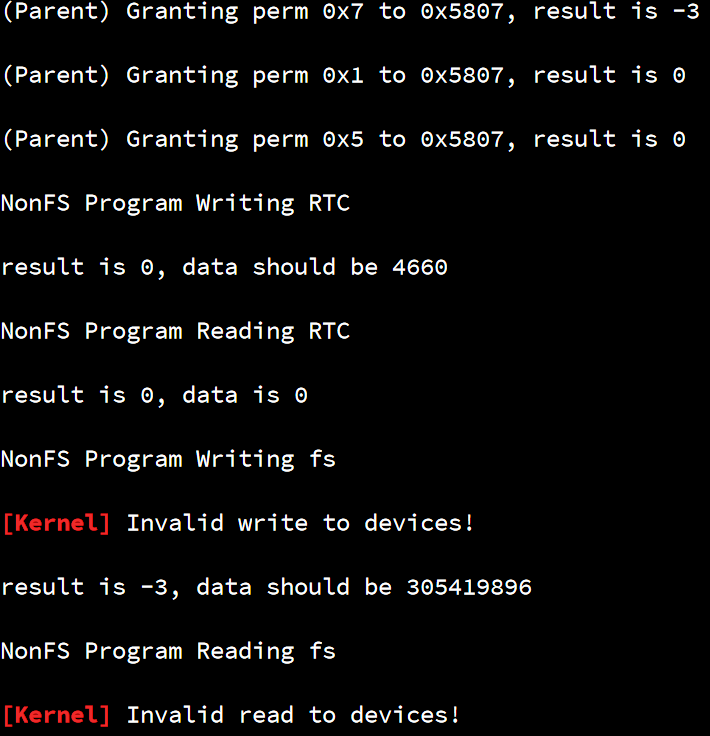 (Parent) Granting perm 0x7 to 0x5807, result is -3
(Parent) Granting perm 0x1 to 0x5807, result is 0
(Parent) Granting perm 0x5 to 0x5807, result is 0
NonFS Program Writing RTC
result is 0, data should be 4660
NonFS Program Reading RTC
result is 0, data is 0
NonFS Program Writing fs
[Kernel] Invalid write to devices!
result is -3, data should be 305419896
NonFS Program Reading fs
[Kernel] Invalid read to devices!